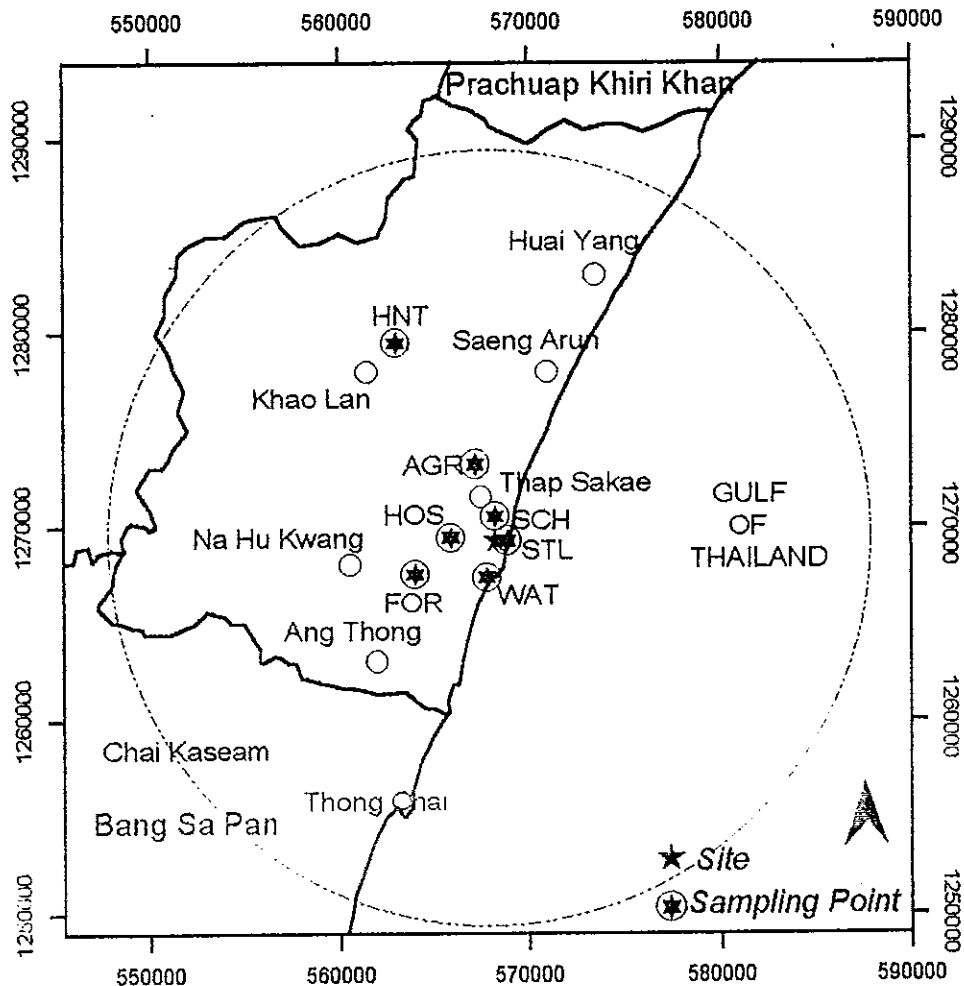 550000
560000
570000
580000
590000
Prachuap Khiri Khan
1290000
1290000
Huai Yang
HNT
1280000
Saeng Arun
1280000
Khao Lan
AGR
Thap Sakae
GULF
OF
THAILAND
HOS
SCH
1270000
1270000
Na Hu Kwang
STL
FOR
WAT
Ang Thong
1260000
1260000
Chai Kaseam
Thong Chai
Bang Sa Pan
Site
Sampling Point
1250000
1250000
550000
560000
570000
580000
590000